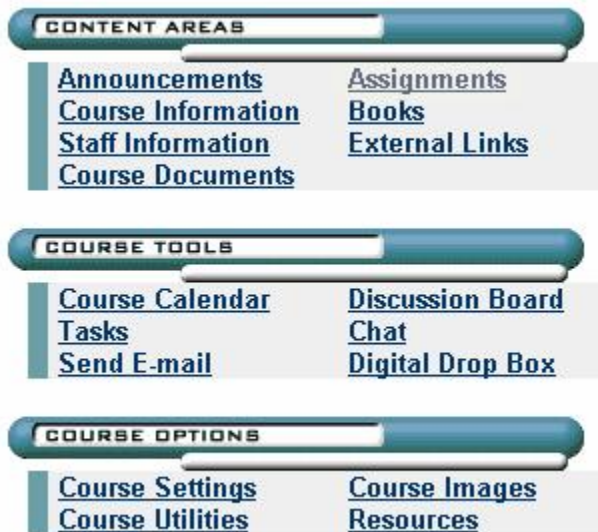 CONTENT AREAS
Announcements Assignments
Course Information Books
Staff Information External Links
Course Documents
COURSE TOOLS
Course Calendar Discussion Board
Tasks Chat
Send E-mail Digital Drop Box
COURSE OPTIONS
Course Settings Course Images
Course Utilities Resources